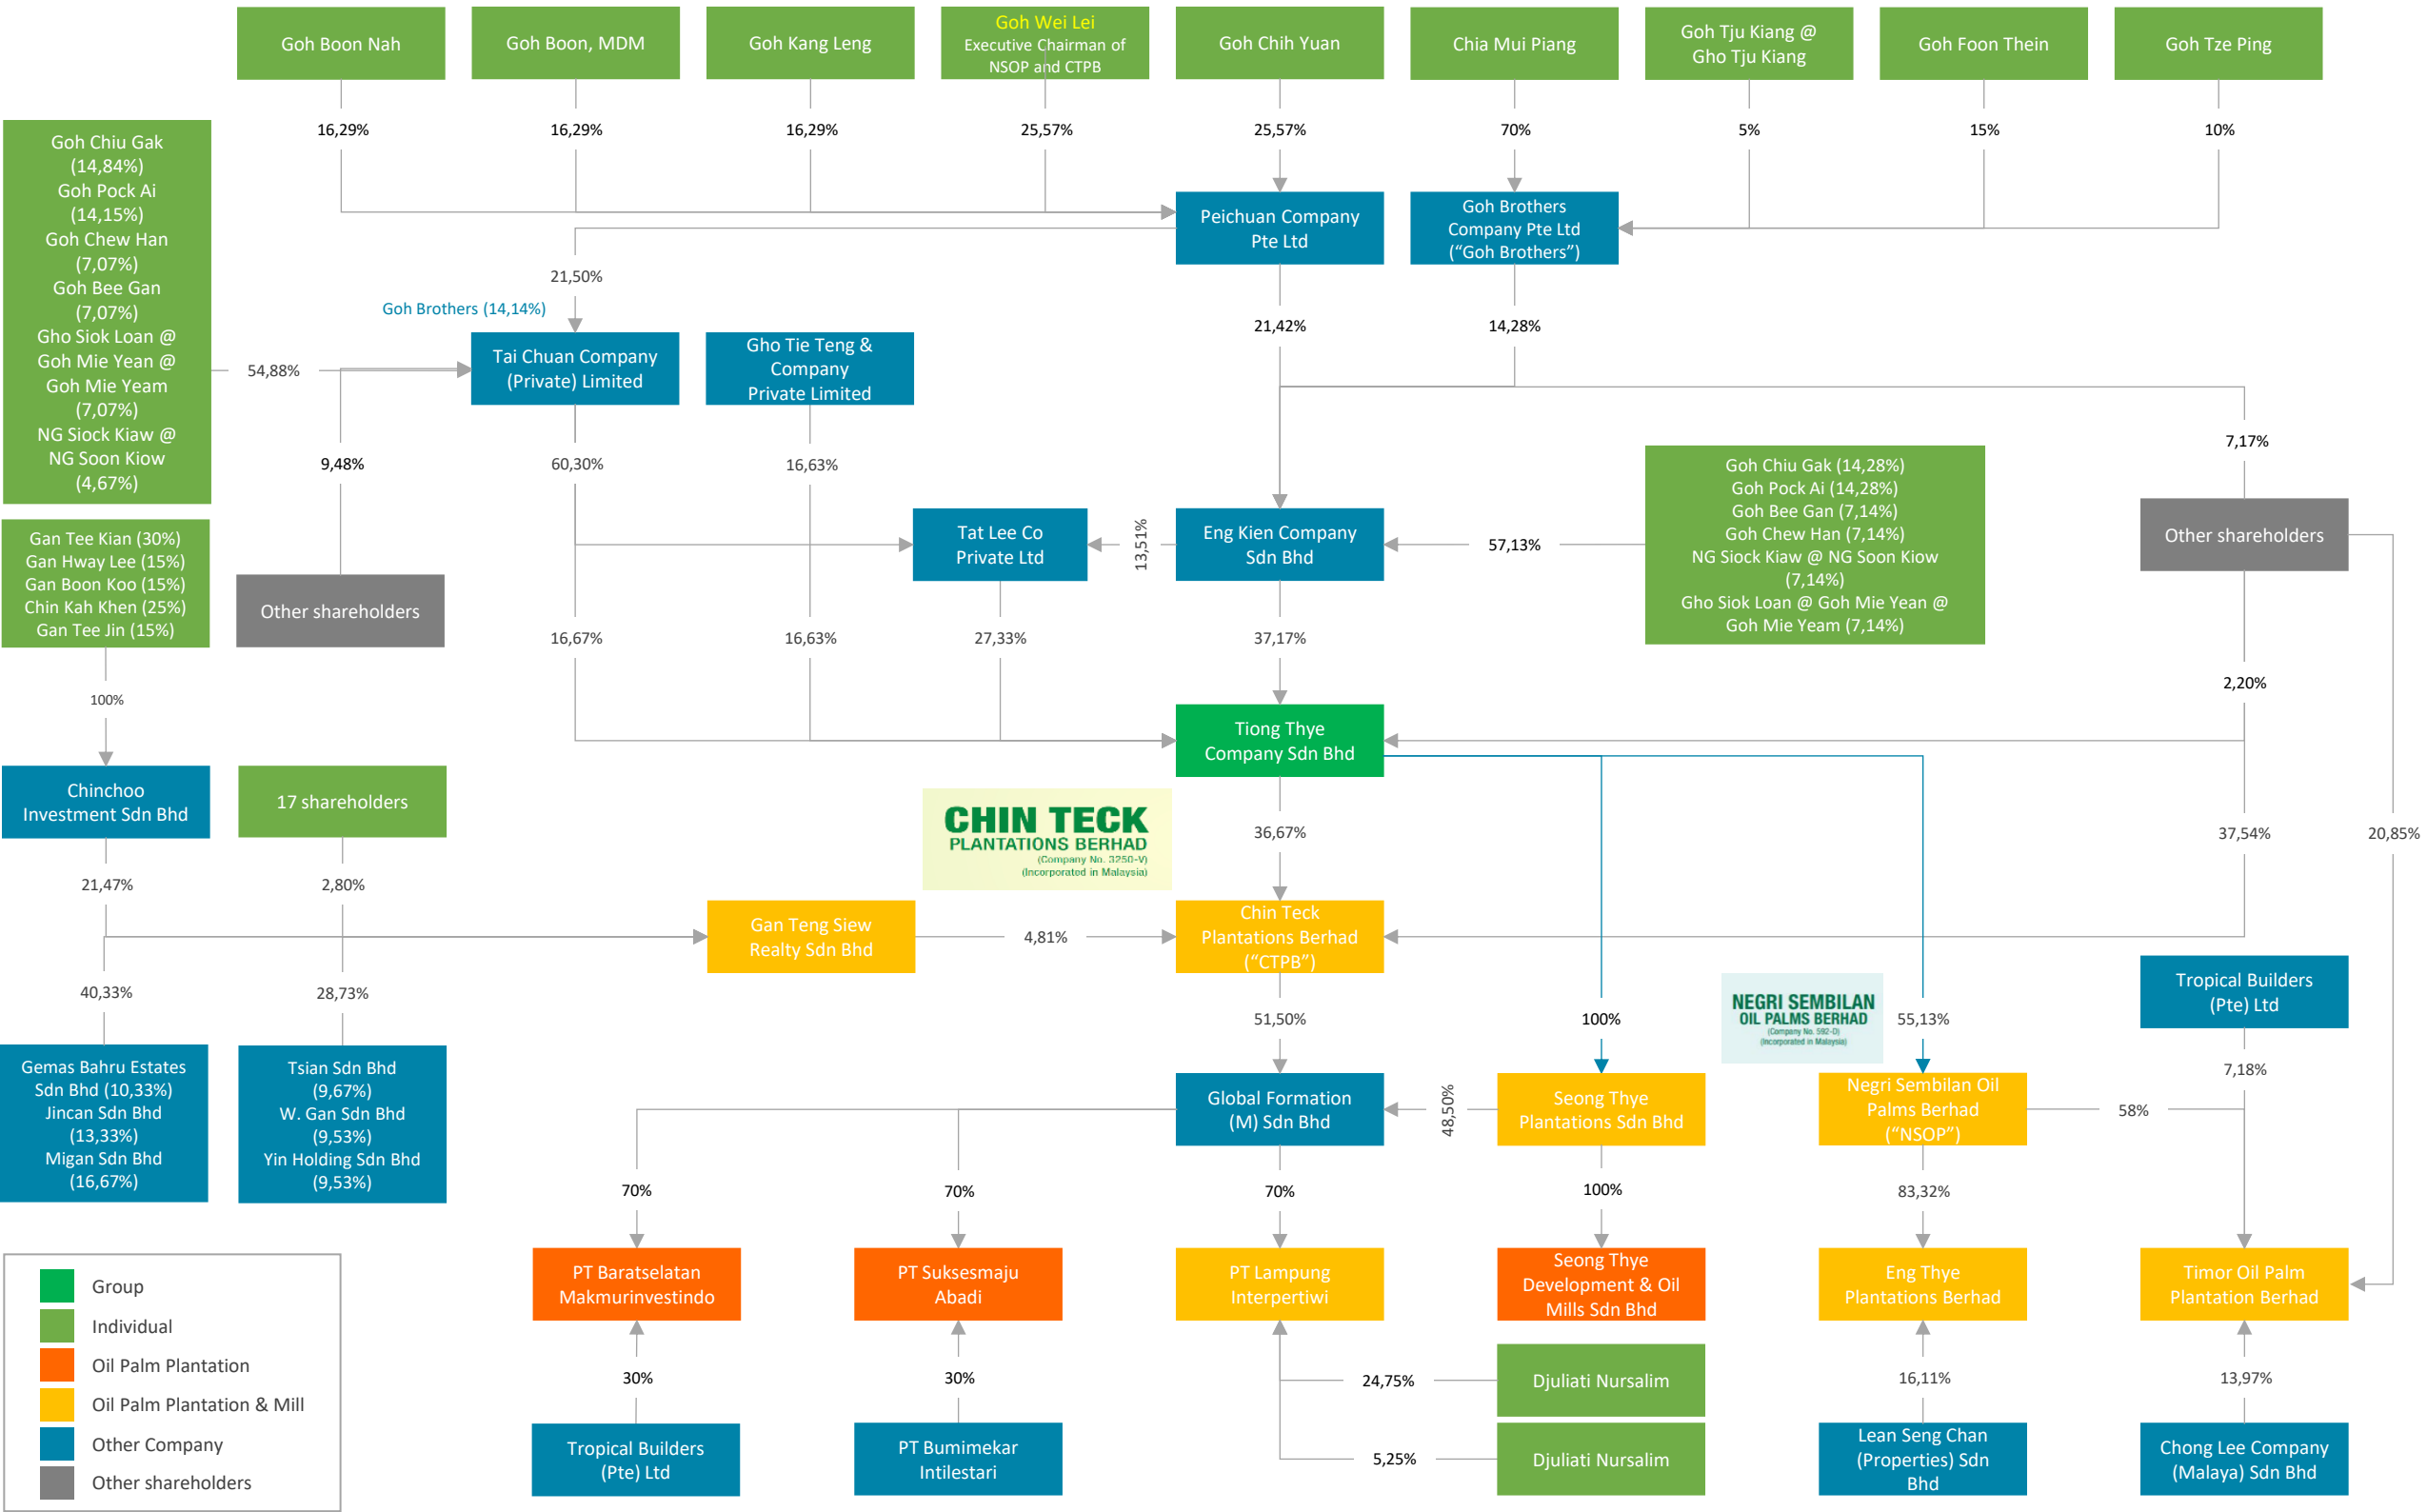 Goh Boon Nah
Goh Boon, MDM
Goh Kang Leng
Goh Wei Lei
Executive Chairman of
NSOP and CTPB
Goh Chih Yuan
Chia Mui Piang
Goh Tju Kiang @
Gho Tju Kiang
Goh Foon Thein
Goh Tze Ping
16,29%
16,29%
16,29%
25,57%
25,57%
70%
5%
15%
10%
Goh Chiu Gak
(14,84%)
Goh Pock Ai
(14,15%)
Goh Chew Han
(7,07%)
Goh Bee Gan
(7,07%)
Gho Siok Loan @
Goh Mie Yean @
Goh Mie Yeam
(7,07%)
NG Siock Kiaw @
NG Soon Kiow
(4,67%)
Peichuan Company
Pte Ltd
Goh Brothers
Company Pte Ltd
(“Goh Brothers”)
21,50%
Goh Brothers (14,14%)
21,42%
14,28%
54,88%
Tai Chuan Company
(Private) Limited
Gho Tie Teng &
Company
Private Limited
9,48%
60,30%
16,63%
7,17%
Goh Chiu Gak (14,28%)
Goh Pock Ai (14,28%)
Goh Bee Gan (7,14%)
Goh Chew Han (7,14%)
NG Siock Kiaw @ NG Soon Kiow
(7,14%)
Gho Siok Loan @ Goh Mie Yean @
Goh Mie Yeam (7,14%)
Gan Tee Kian (30%)
Gan Hway Lee (15%)
Gan Boon Koo (15%)
Chin Kah Khen (25%)
Gan Tee Jin (15%)
Other shareholders
Tat Lee Co
Private Ltd
13,51%
Eng Kien Company
Sdn Bhd
57,13%
Other shareholders
16,67%
16,63%
27,33%
37,17%
100%
2,20%
Tiong Thye
Company Sdn Bhd
Chinchoo
Investment Sdn Bhd
17 shareholders
CHIN TECK
PLANTATIONS BERHAD
(Company No. 3250-V)
(Incorporated in Malaysia)
36,67%
37,54%
20,85%
21,47%
2,80%
Gan Teng Siew
Realty Sdn Bhd
4,81%
Chin Teck
Plantations Berhad
(“CTPB”)
40,33%
28,73%
51,50%
100%
NEGRI SEMBILAN
OIL PALMS BERHAD
(Company No. 592-D)
(Incorporated in Malaysia)
55,13%
Tropical Builders
(Pte) Ltd
7,18%
Gemas Bahru Estates
Sdn Bhd (10,33%)
Jincan Sdn Bhd
(13,33%)
Migan Sdn Bhd
(16,67%)
Tsian Sdn Bhd
(9,67%)
W. Gan Sdn Bhd
(9,53%)
Yin Holding Sdn Bhd
(9,53%)
Global Formation
(M) Sdn Bhd
48,50%
Seong Thye
Plantations Sdn Bhd
Negri Sembilan Oil
Palms Berhad
(“NSOP”)
58%
70%
70%
70%
100%
83,32%
Group
Individual
Oil Palm Plantation
Oil Palm Plantation & Mill
Other Company
Other shareholders
PT Baratselatan
Makmurinvestindo
PT Suksesmaju
Abadi
PT Lampung
Interpertiwi
Seong Thye
Development & Oil
Mills Sdn Bhd
Eng Thye
Plantations Berhad
Timor Oil Palm
Plantation Berhad
30%
30%
24,75%
Djuliati Nursalim
16,11%
13,97%
Tropical Builders
(Pte) Ltd
PT Bumimekar
Intilestari
5,25%
Djuliati Nursalim
Lean Seng Chan
(Properties) Sdn
Bhd
Chong Lee Company
(Malaya) Sdn Bhd